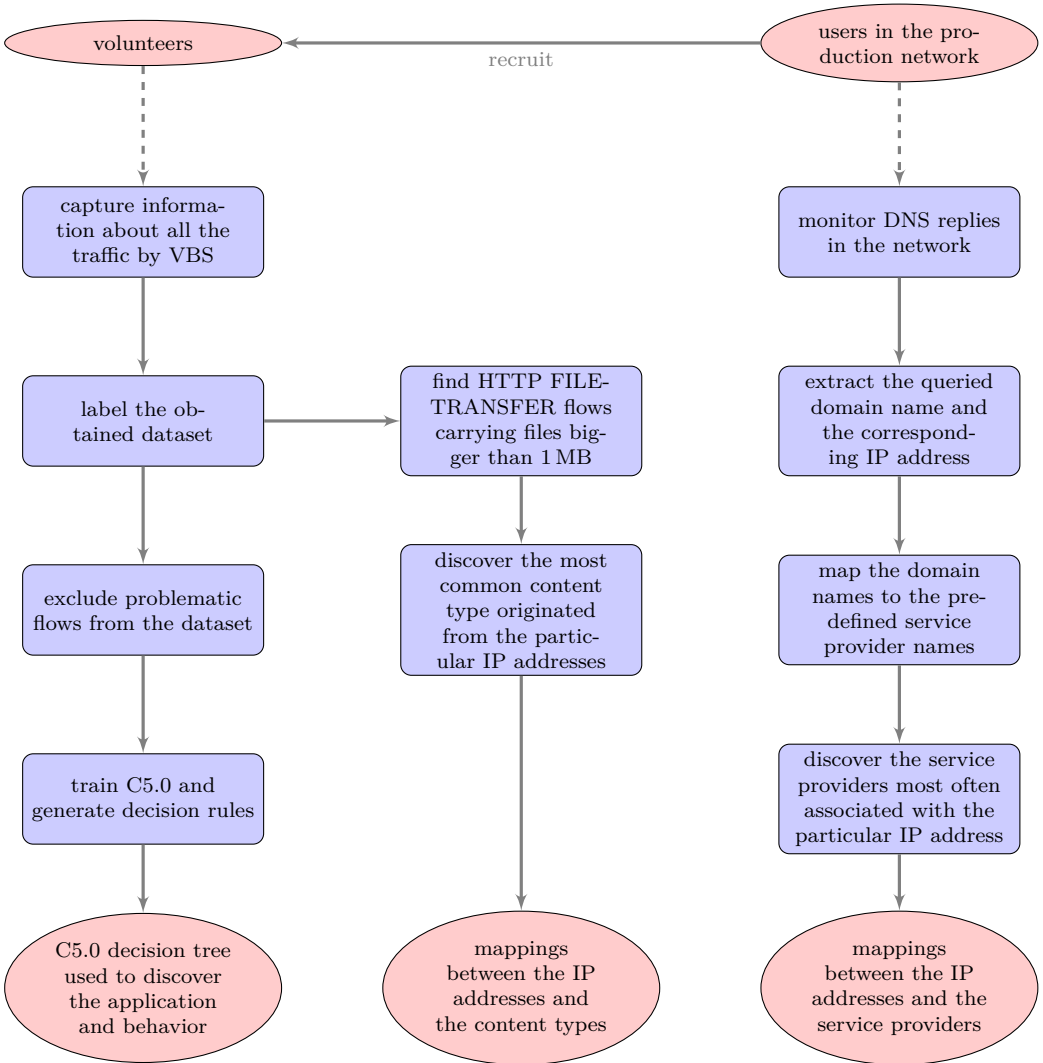 volunteers
recruit
users in the pro-
duction network
capture informa-
tion about all the
traffic by VBS
monitor DNS replies
in the network
label the ob-
tained dataset
find HTTP FILE-
TRANSFER flows
carrying files big-
ger than 1 MB
extract the queried
domain name and
the correspond-
ing IP address
exclude problematic
flows from the dataset
discover the most
common content
type originated
from the partic-
ular IP addresses
map the domain
names to the pre-
defined service
provider names
train C5.0 and
generate decision rules
discover the service
providers most often
associated with the
particular IP address
C5.0 decision tree
used to discover
the application
and behavior
mappings
between the IP
addresses and
the content types
mappings
between the IP
addresses and the
service providers